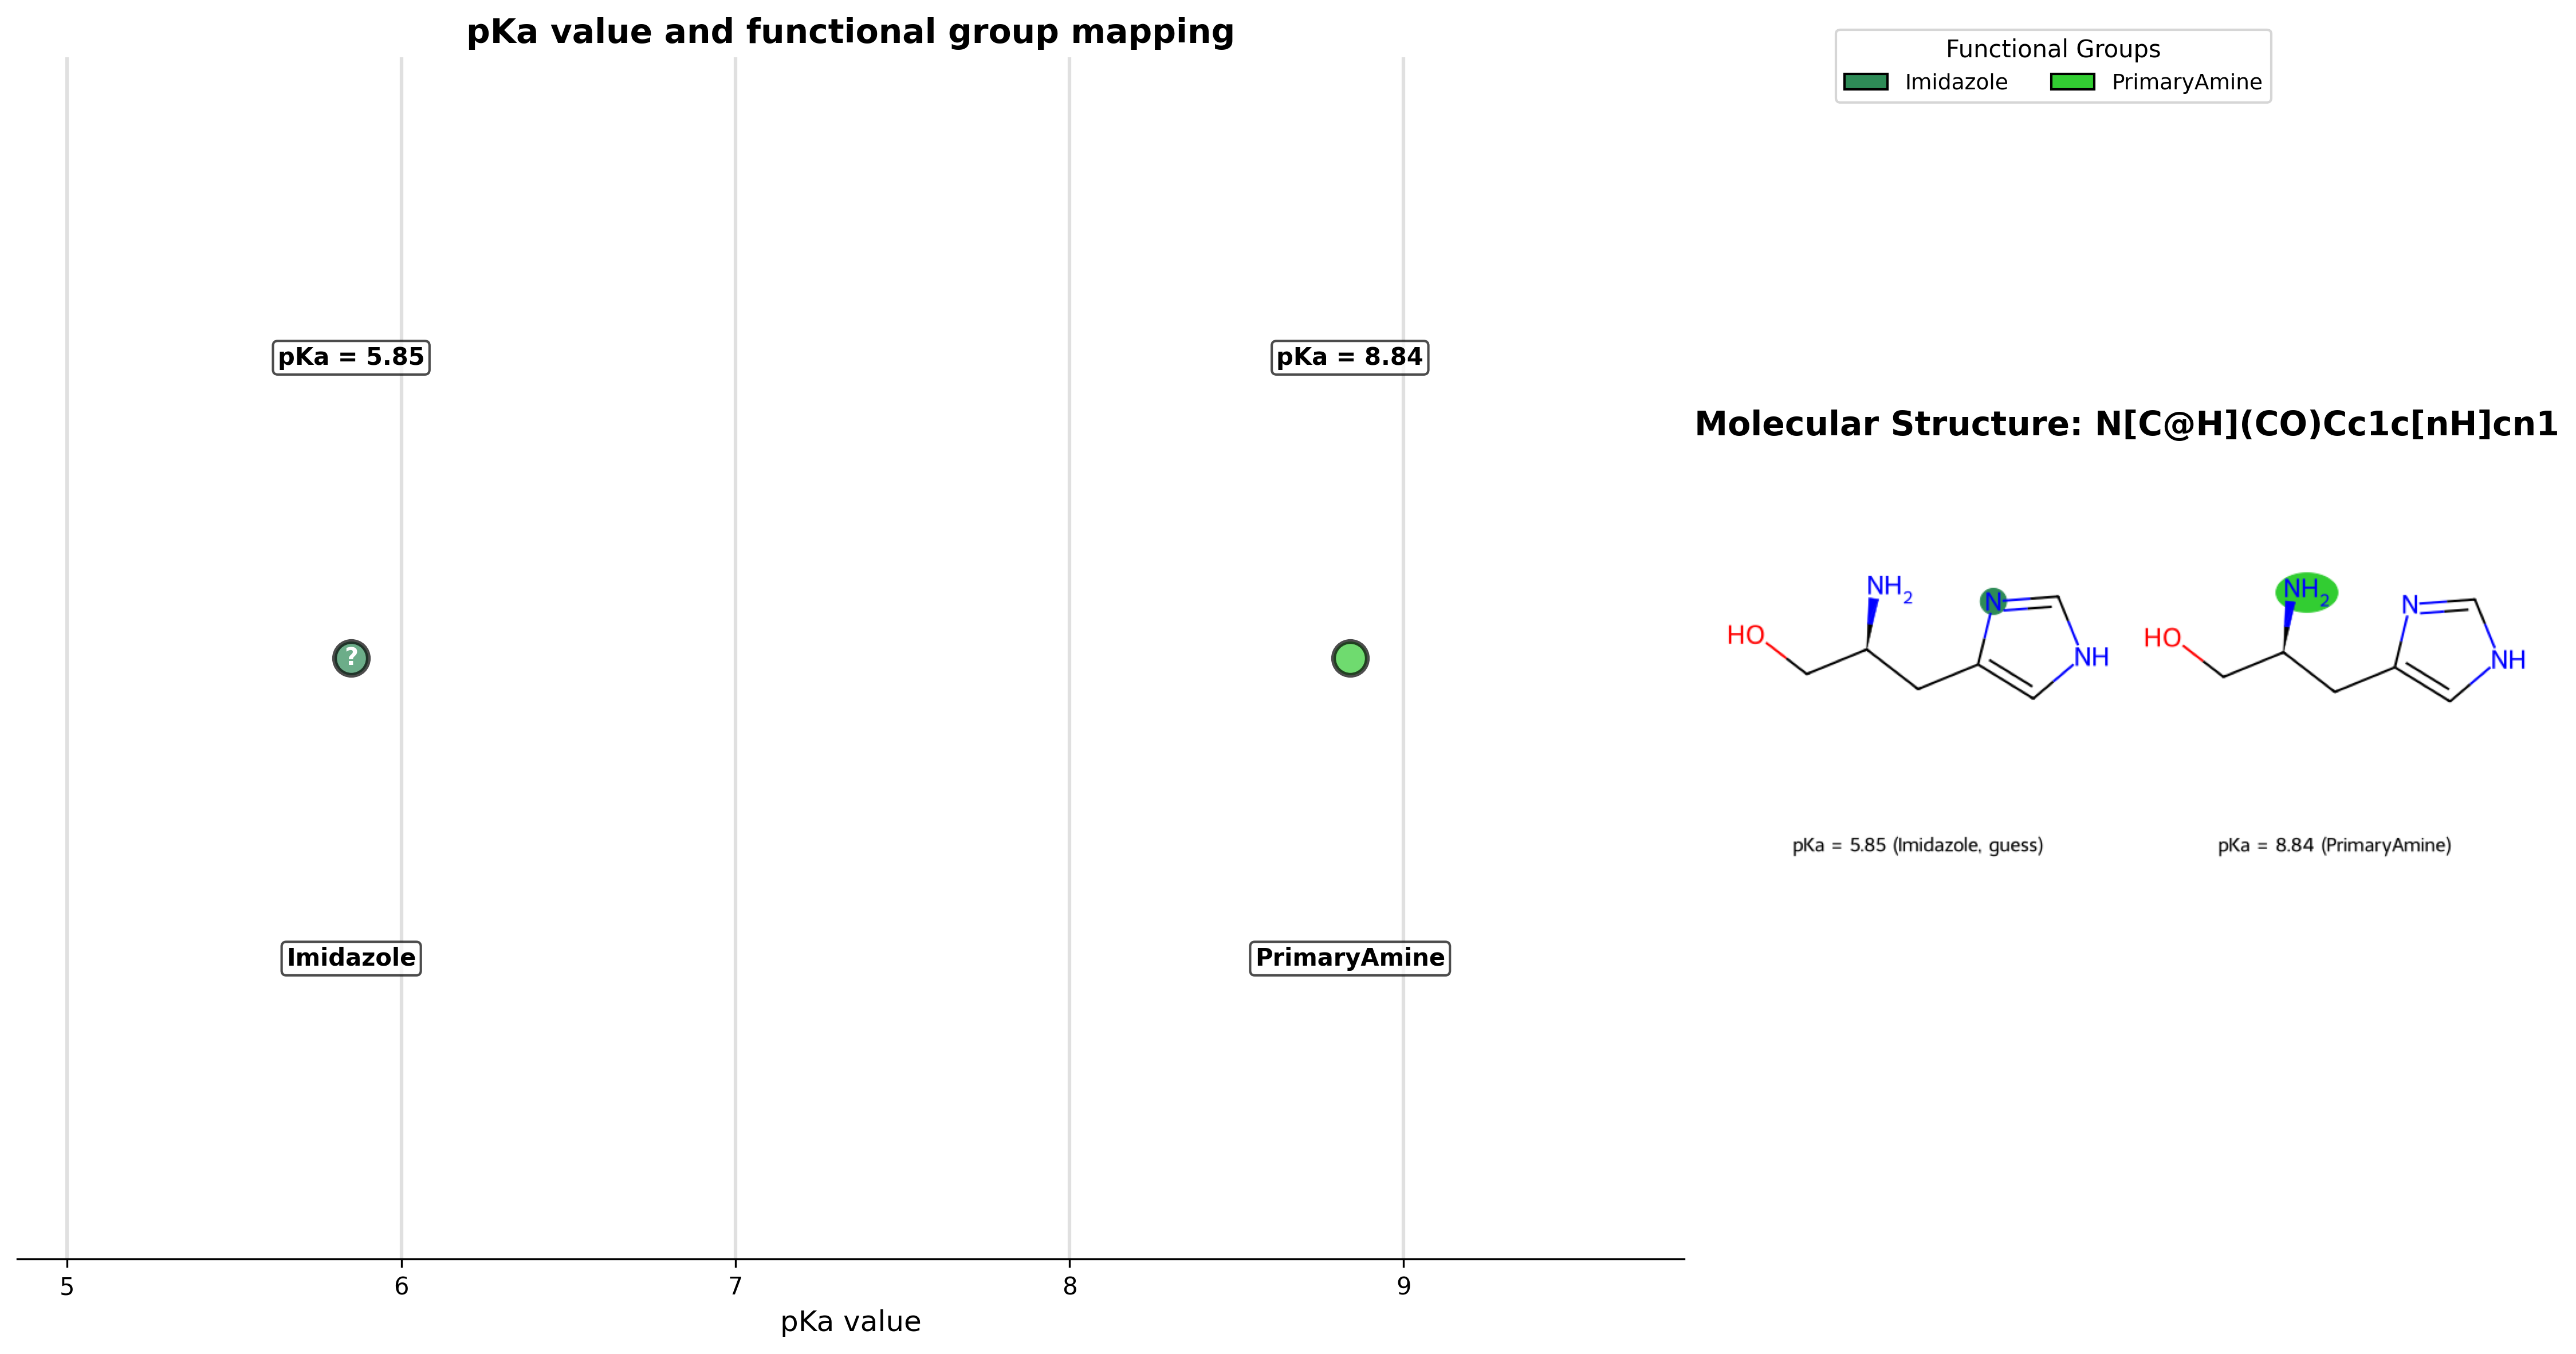 pKa value and functional group mapping
pKa = 5.85
pKa = 8.84
?
Imidazole
PrimaryAmine
5
6
7
8
9
pKa value
Functional Groups
Imidazole
PrimaryAmine
Molecular Structure: N[C@H](CO)Cc1c[nH]cn1
HO
NH2
N
NH
HO
NH2
N
NH
pKa = 5.85 (Imidazole, guess)
pKa = 8.84 (PrimaryAmine)